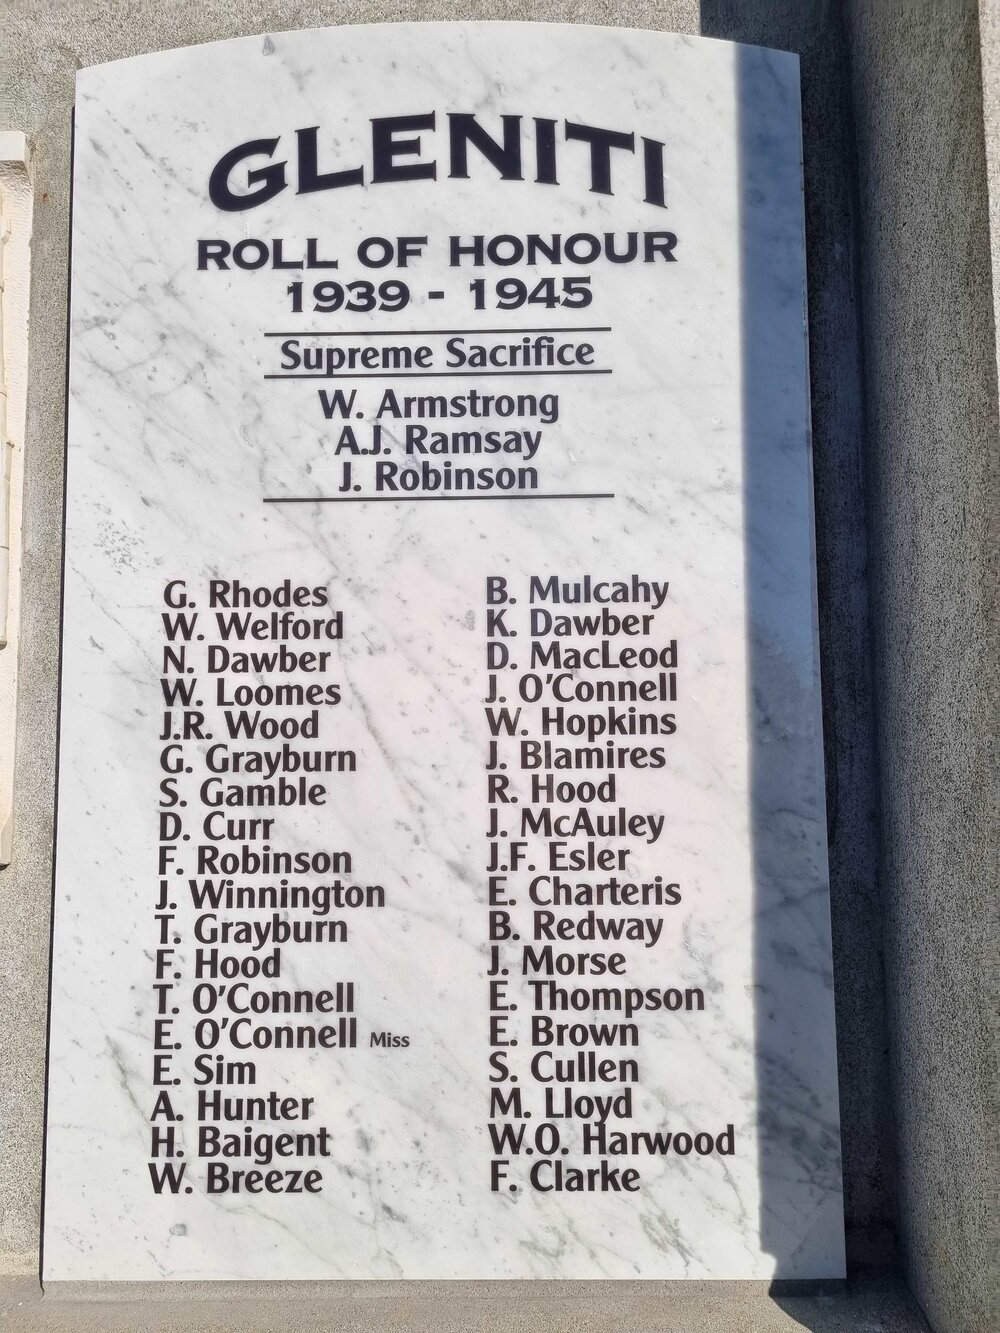 GLENITI
ROLL OF HONOUR
1939 - 1945
Supreme Sacrifice
W. Armstrong
A.J. Ramsay
J. Robinson
G. Rhodes
W. Welford
N. Dawber
W. Loomes
J.R. Wood
G. Grayburn
S. Gamble
D. Curr
F. Robinson
J. Winnington
T. Grayburn
F. Hood
T. O'Connell
E. O'Connell Miss
E. Sim
A. Hunter
H. Baigent
W. Breeze
B. Mulcahy
K. Dawber
D. MacLeod
J. O'Connell
W. Hopkins
J. Blamires
R. Hood
J. McAuley
J.F. Esler
E. Charteris
B. Redway
J. Morse
E. Thompson
E. Brown
S. Cullen
M. Lloyd
W.O. Harwood
F. Clarke